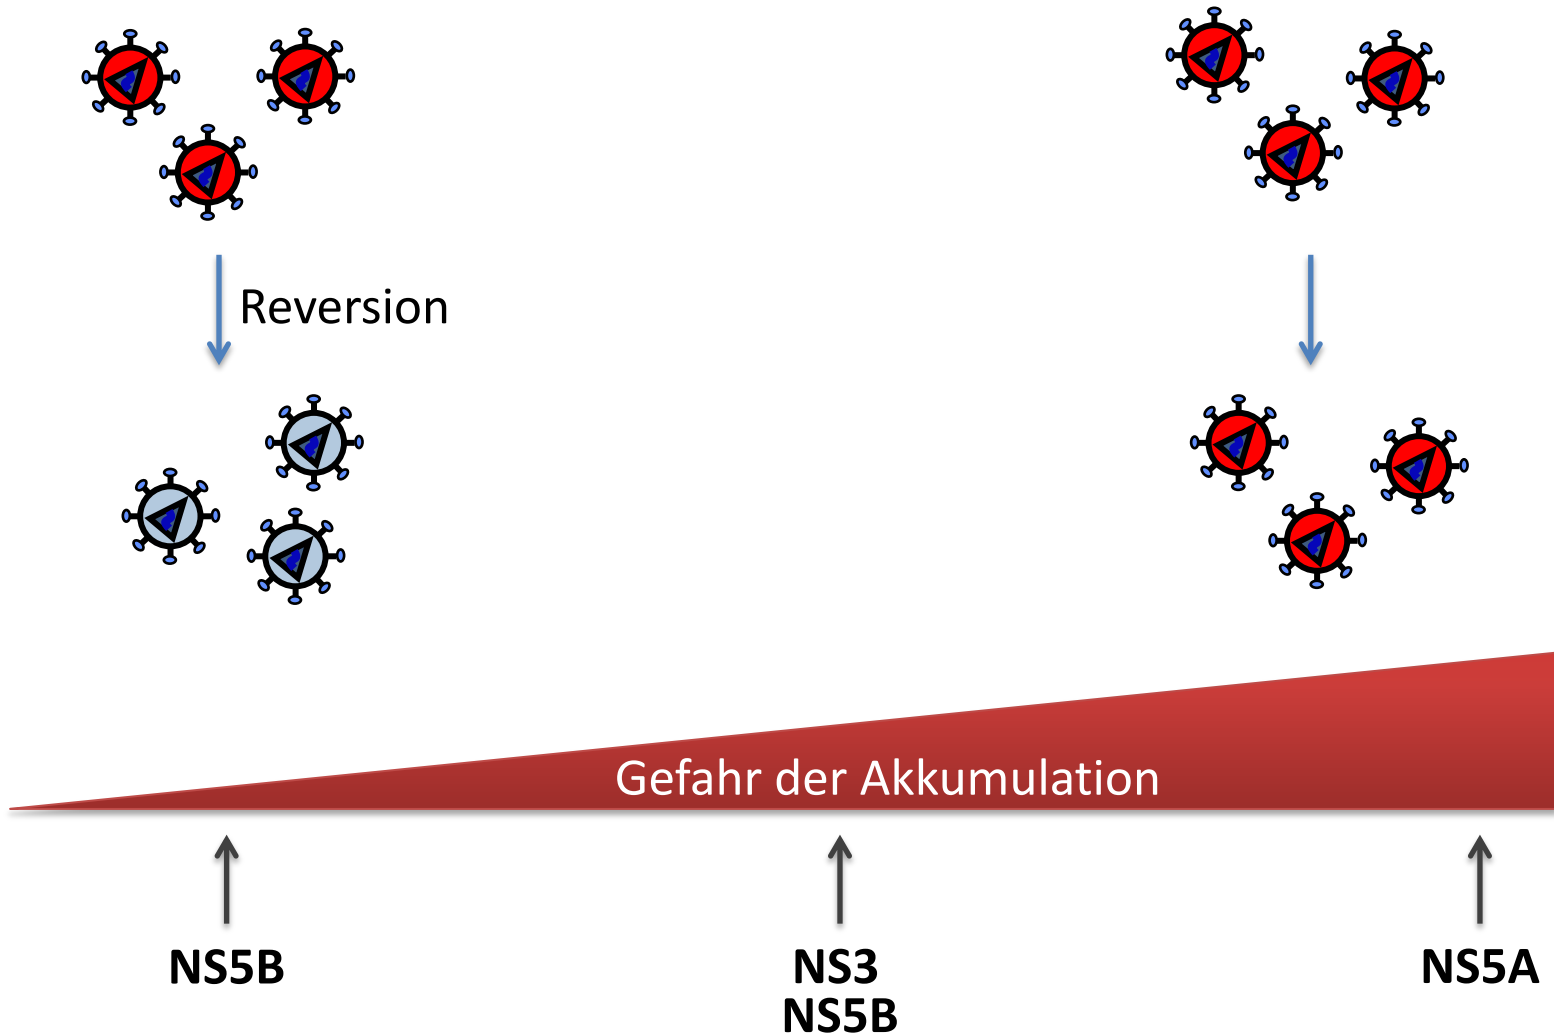 Reversion
Gefahr der Akkumulation
NS5B
NS3
NS5B
NS5A